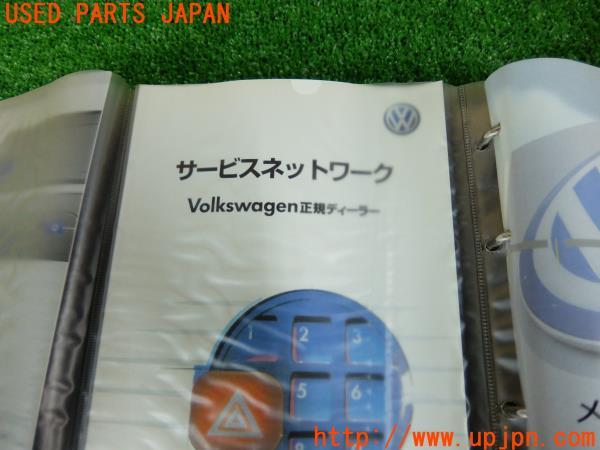 USED PARTS JAPAN
サービスネットワーク
Volkswagen正規ディーラー
1 2 3
5 6
メ
http://www.upjpn.com/